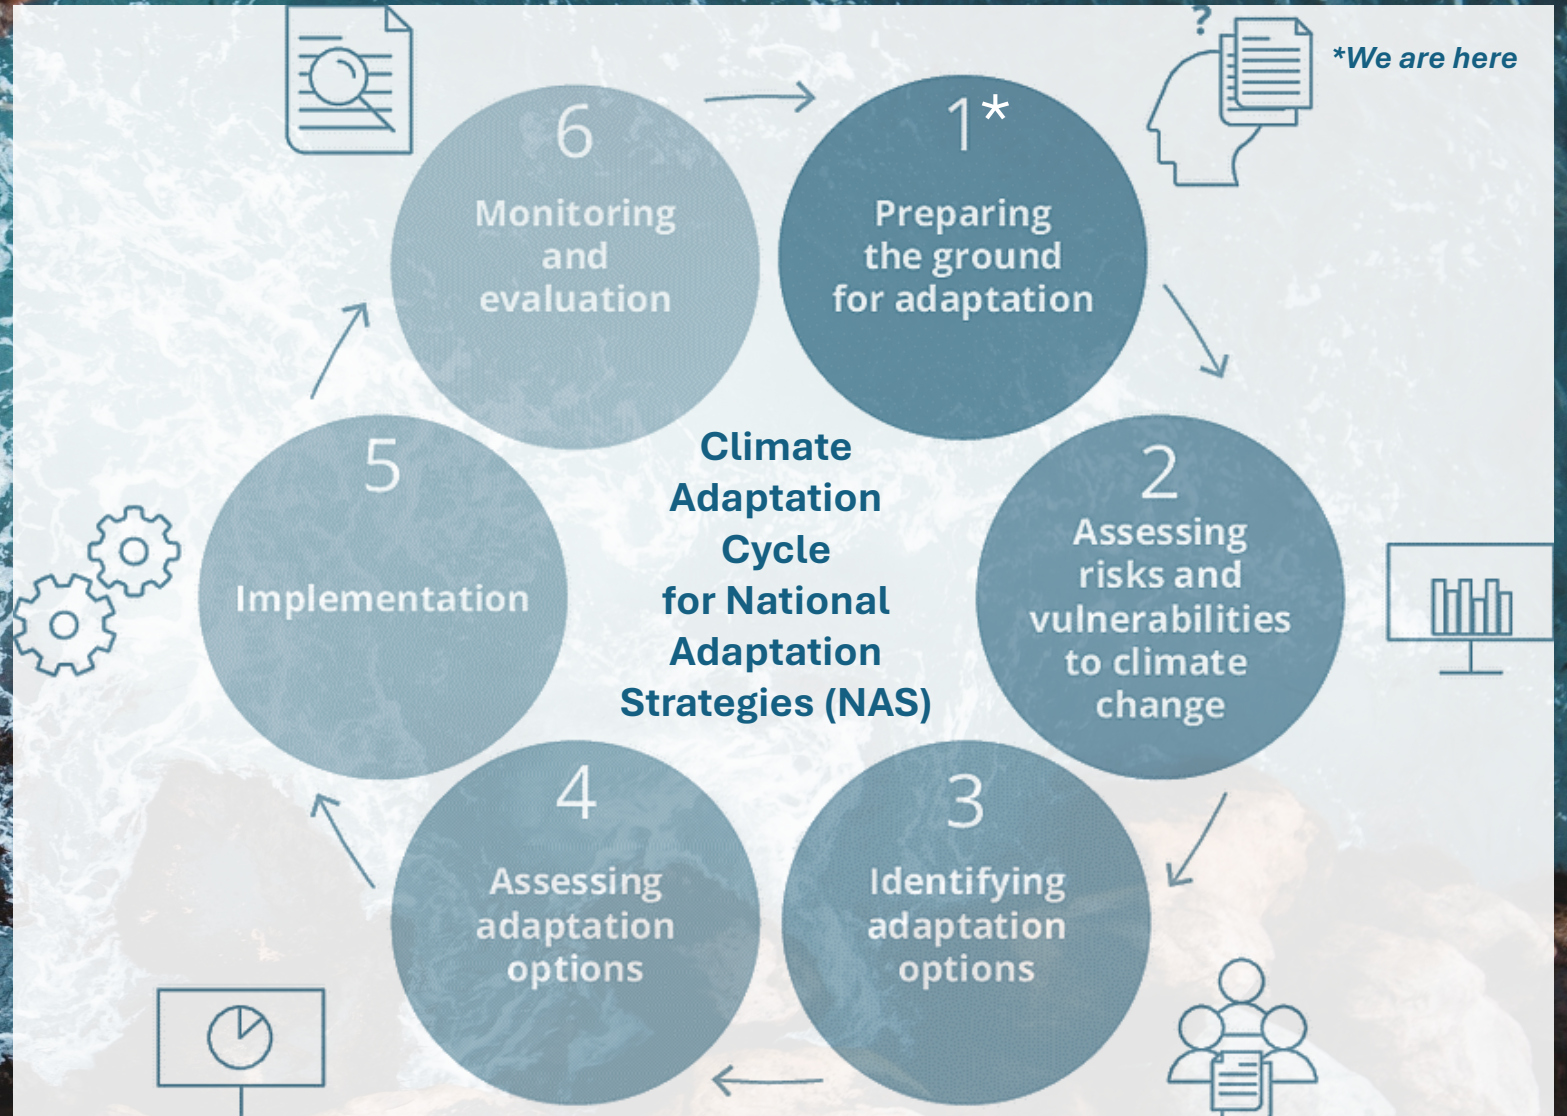 ?
*We are here
1*
Preparing
the ground
for adaptation
2
Assessing
risks and
vulnerabilities
to climate
change
3
Identifying
adaptation
options
4
Assessing
adaptation
options
5
Implementation
6
Monitoring
and
evaluation
Climate
Adaptation
Cycle
for National
Adaptation
Strategies (NAS)